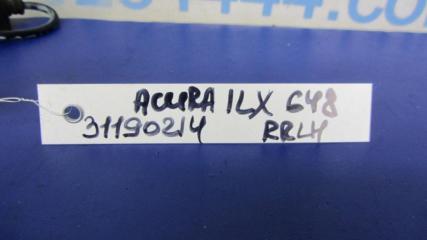 ACURA ILX 648
31190214 RRLH